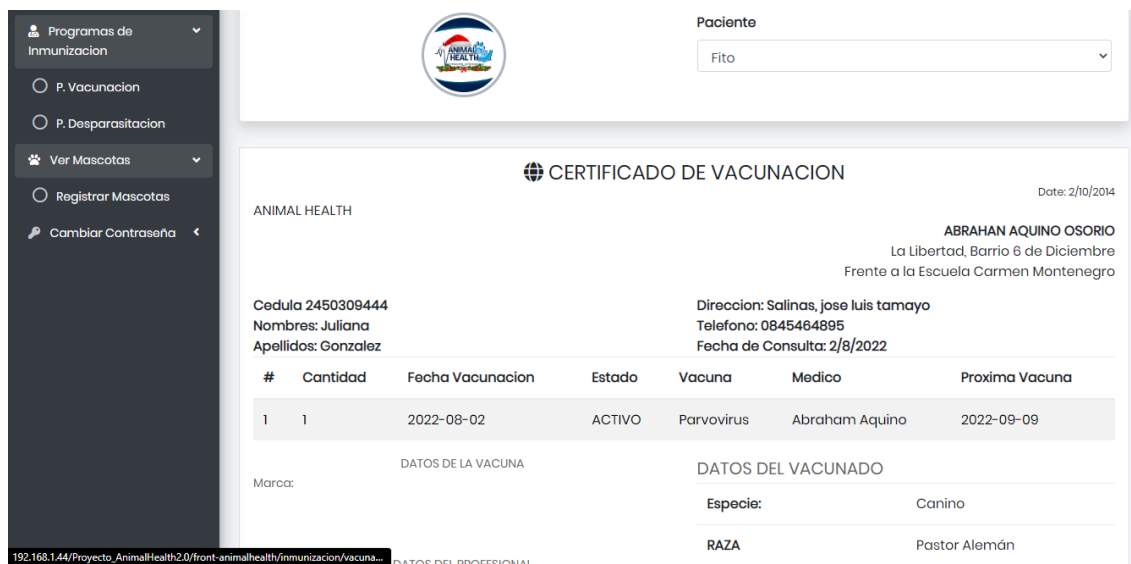 Programas de
Inmunizacion
P. Vacunacion
P. Desparasitacion
Ver Mascotas
Registrar Mascotas
Cambiar Contraseña
ANIMAL
HEALTH
Paciente
Fito
CERTIFICADO DE VACUNACION
Date: 2/10/2014
ANIMAL HEALTH
ABRAHAN AQUINO OSORIO
La Libertad, Barrio 6 de Diciembre
Frente a la Escuela Carmen Montenegro
Cedula 2450309444
Nombres: Juliana
Apellidos: Gonzalez
Direccion: Salinas, jose luis tamayo
Telefono: 0845464895
Fecha de Consulta: 2/8/2022
# Cantidad Fecha Vacunacion Estado Vacuna Medico Proxima Vacuna
1 1 2022-08-02 ACTIVO Parvovirus Abraham Aquino 2022-09-09
DATOS DE LA VACUNA
Marca:
DATOS DEL VACUNADO
Especie: Canino
RAZA Pastor Alemán
DATOS DEL PROFESIONAL
192.168.1.44/Proyecto_AnimalHealth2.0/front-animalhealth/inmunizacion/vacuna...